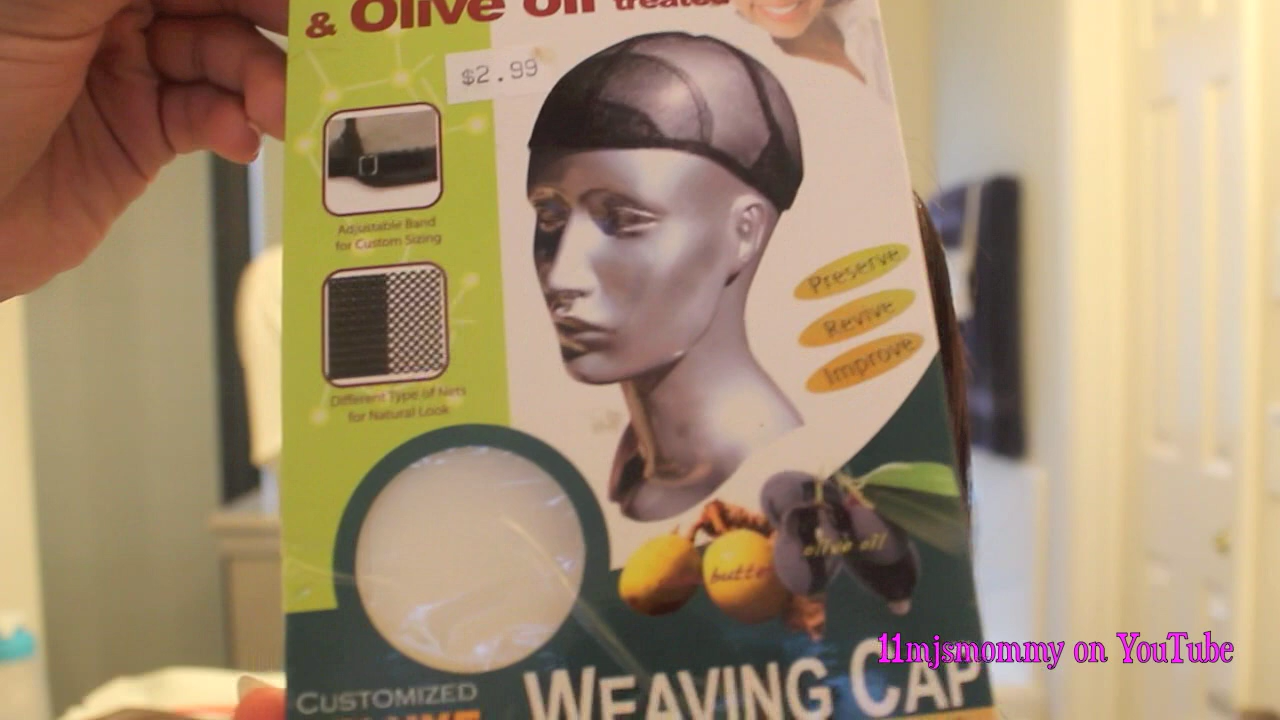 & Olive Oil treated
$2.99
Adjustable Band
for Custom Sizing
Different Type of Nets
for Natural Look
Preserve
Revive
Improve
butter
olive oil
CUSTOMIZED
WEAVING CAP
11mjsmommy on YouTube